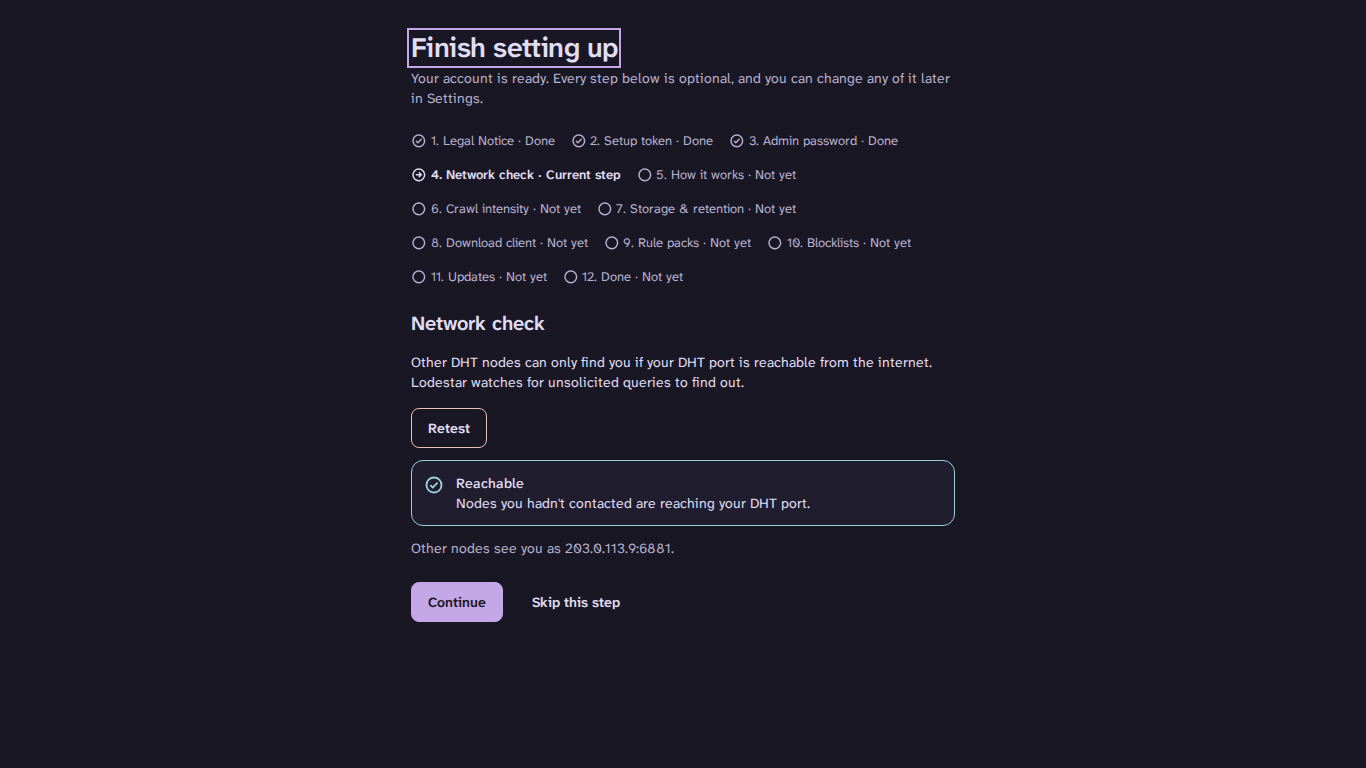 Finish setting up
Your account is ready. Every step below is optional, and you can change any of it later
in Settings.
1. Legal Notice · Done 2. Setup token · Done 3. Admin password · Done
4. Network check · Current step 5. How it works · Not yet
6. Crawl intensity · Not yet 7. Storage & retention · Not yet
8. Download client · Not yet 9. Rule packs · Not yet 10. Blocklists · Not yet
11. Updates · Not yet 12. Done · Not yet
Network check
Other DHT nodes can only find you if your DHT port is reachable from the internet.
Lodestar watches for unsolicited queries to find out.
Retest
Reachable
Nodes you hadn't contacted are reaching your DHT port.
Other nodes see you as 203.0.113.9:6881.
Continue Skip this step